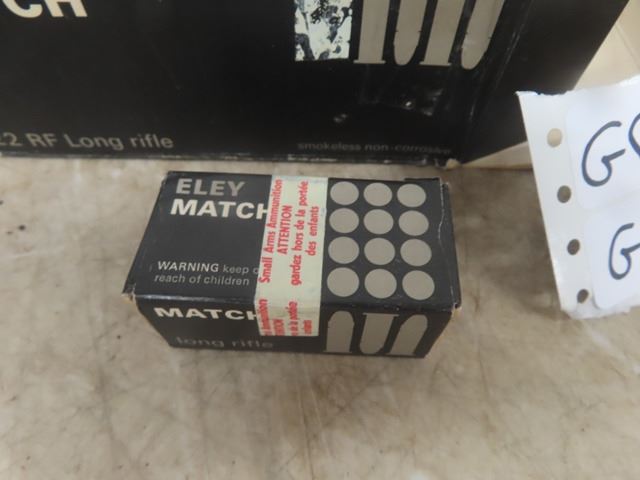 CH
.22 RF Long rifle
smokeless non-corrosive
ELEY
MATCH
WARNING keep
reach of children
Small Arms Ammunition
ATTENTION
gardez hors de la portée
des enfants
MATCH
long rifle
G
G